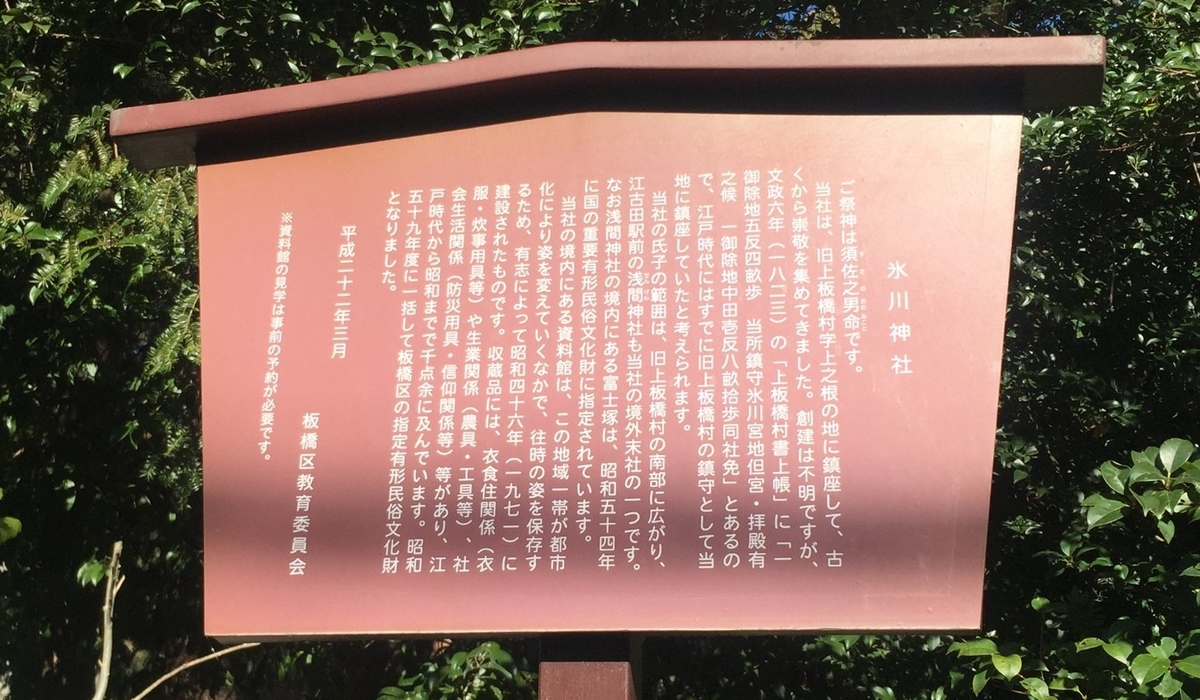 氷川神社
ご祭神は須佐之男命です。
当社は、旧上板橋村字上之根の地に鎮座して、古
くから崇敬を集めてきました。創建は不明ですが、
文政六年（一八二三）の「上板橋村書上帳」に「一
御除地五反四畝歩　当所鎮守氷川宮地但宮・拝殿有
之候　一御除地中田壱反八畝拾歩同社免」とあるの
で、江戸時代にはすでに旧上板橋村の鎮守として当
地に鎮座していたと考えられます。
当社の氏子の範囲は、旧上板橋村の南部に広がり、
江古田駅前の浅間神社も当社の境外末社の一つです。
なお浅間神社の境内にある富士塚は、昭和五十四年
に国の重要有形民俗文化財に指定されています。
当社の境内にある資料館は、この地域一帯が都市
化により姿を変えていくなかで、往時の姿を保存す
るため、有志によって昭和四十六年（一九七一）に
建設されたものです。収蔵品には、衣食住関係（衣
服・炊事用具等）や生業関係（農具・工具等）、社
会生活関係（防災用具・信仰関係等）等があり、江
戸時代から昭和まで千点余に及んでいます。昭和
五十九年度に一括して板橋区の指定有形民俗文化財
となりました。
平成二十二年三月
板橋区教育委員会
※資料館の見学は事前の予約が必要です。